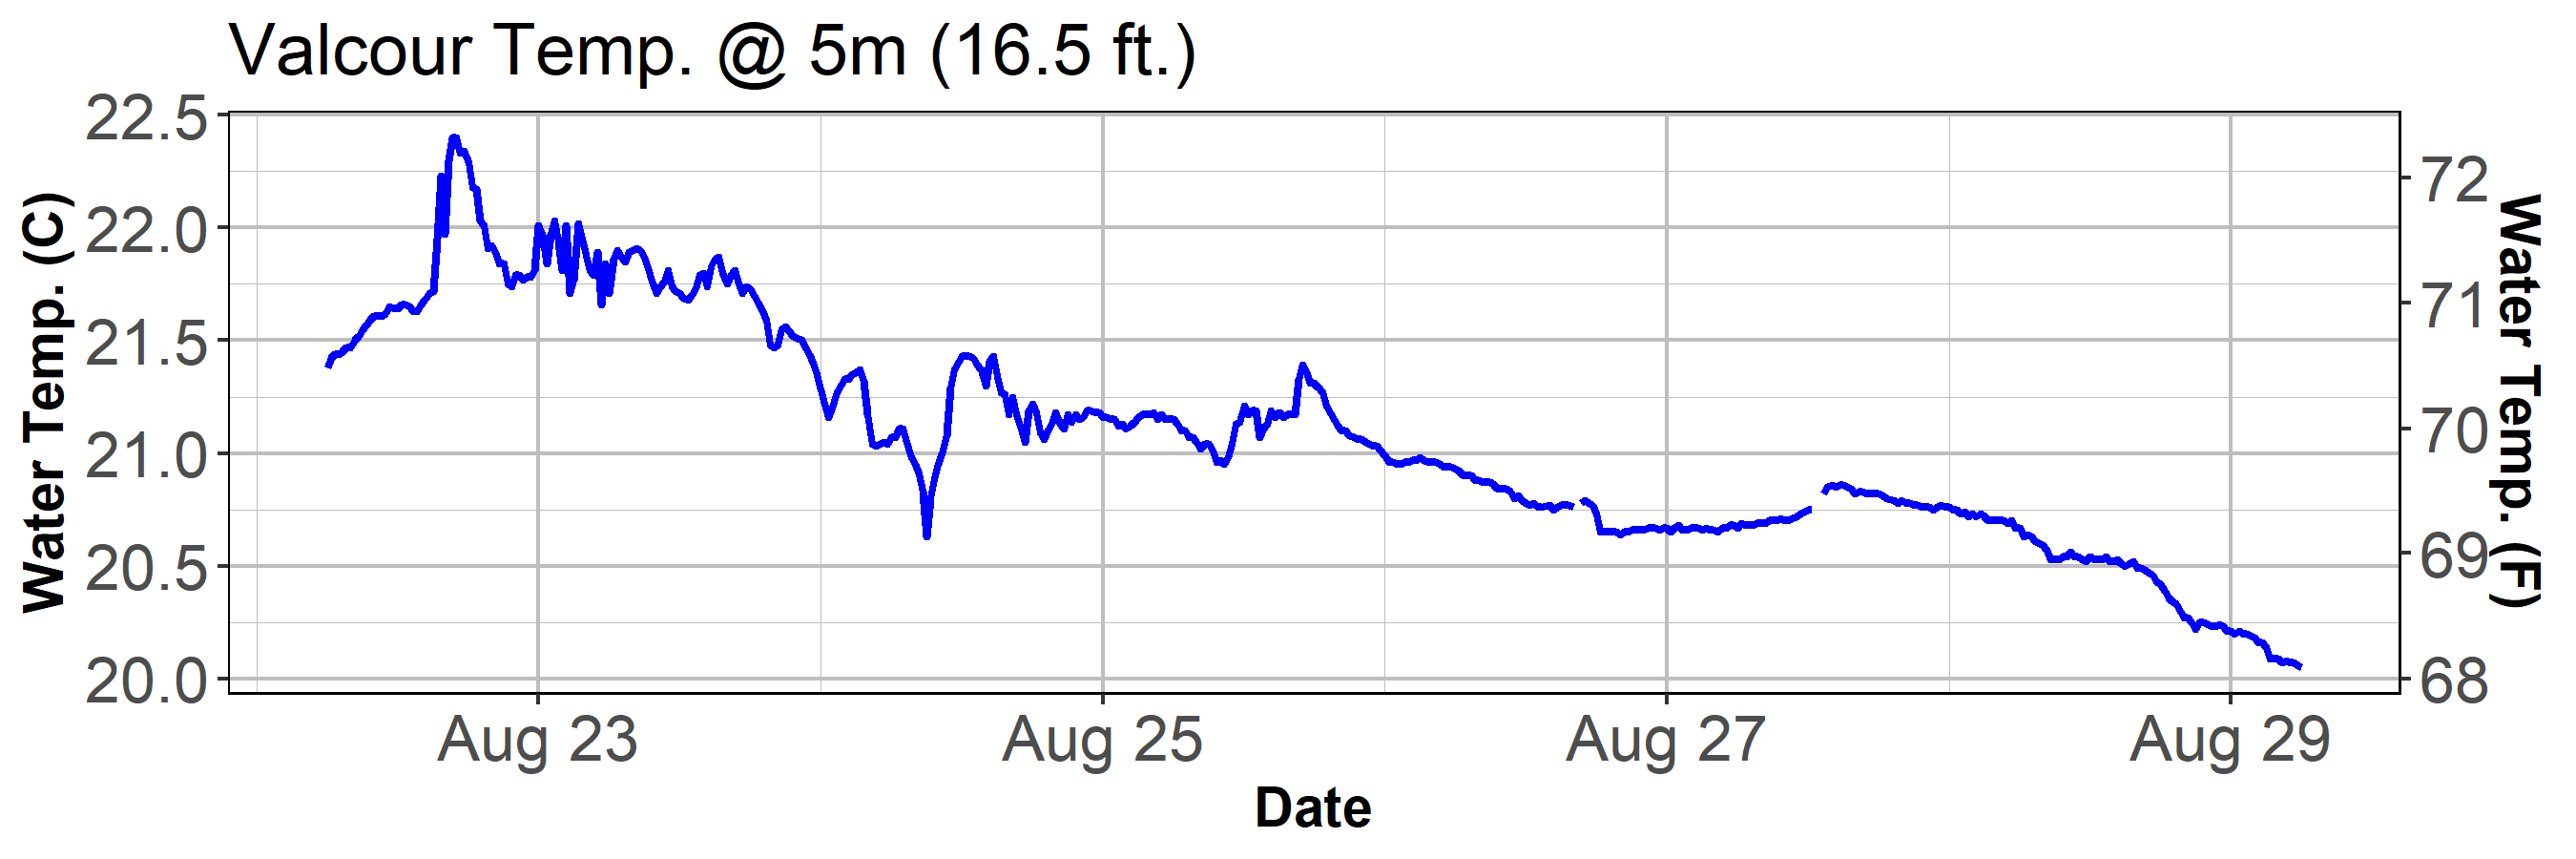 Valcour Temp. @ 5m (16.5 ft.)
22.5
22.0
21.5
21.0
20.5
20.0
Water Temp. (C)
72
71
70
69
68
Water Temp. (F)
Aug 23
Aug 25
Aug 27
Aug 29
Date